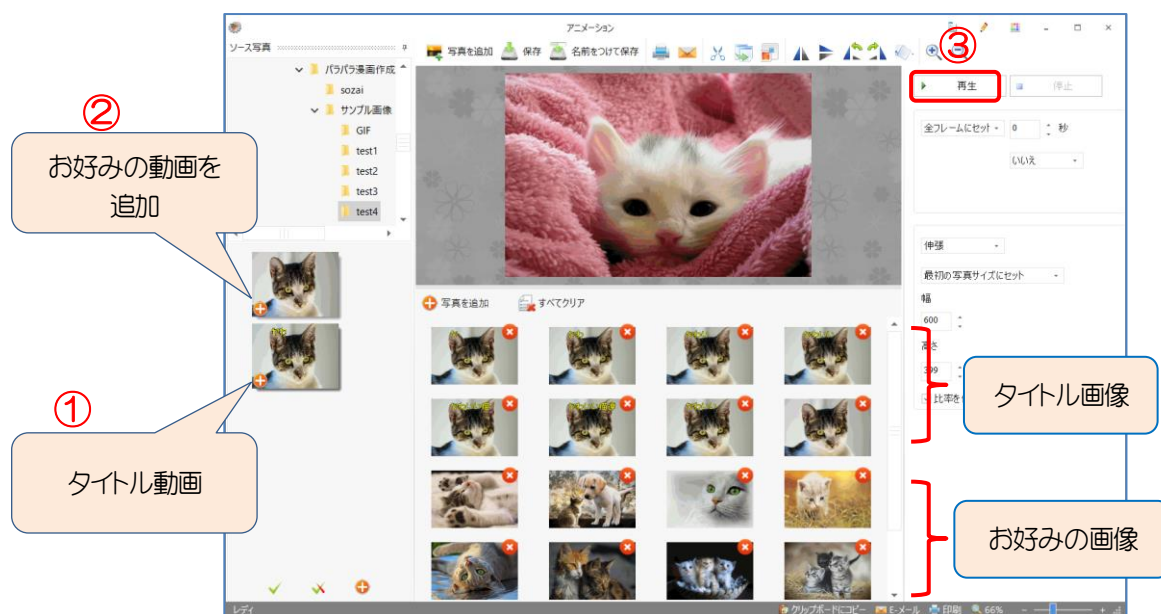 アニメーション
ソース写真
写真を追加 保存 名前をつけて保存
③
パラパラ漫画作成
sozai
サンプル画像
GIF
test1
test2
test3
test4
②
お好みの動画を
追加
再生
停止
全フレームにセット 0 秒
いいえ
伸張
最初の写真サイズにセット
幅
600
高さ
399
比率を
写真を追加 すべてクリア
①
タイトル動画
タイトル画像
お好みの画像
レディ
クリップボードにコピー E-メール 印刷 66%